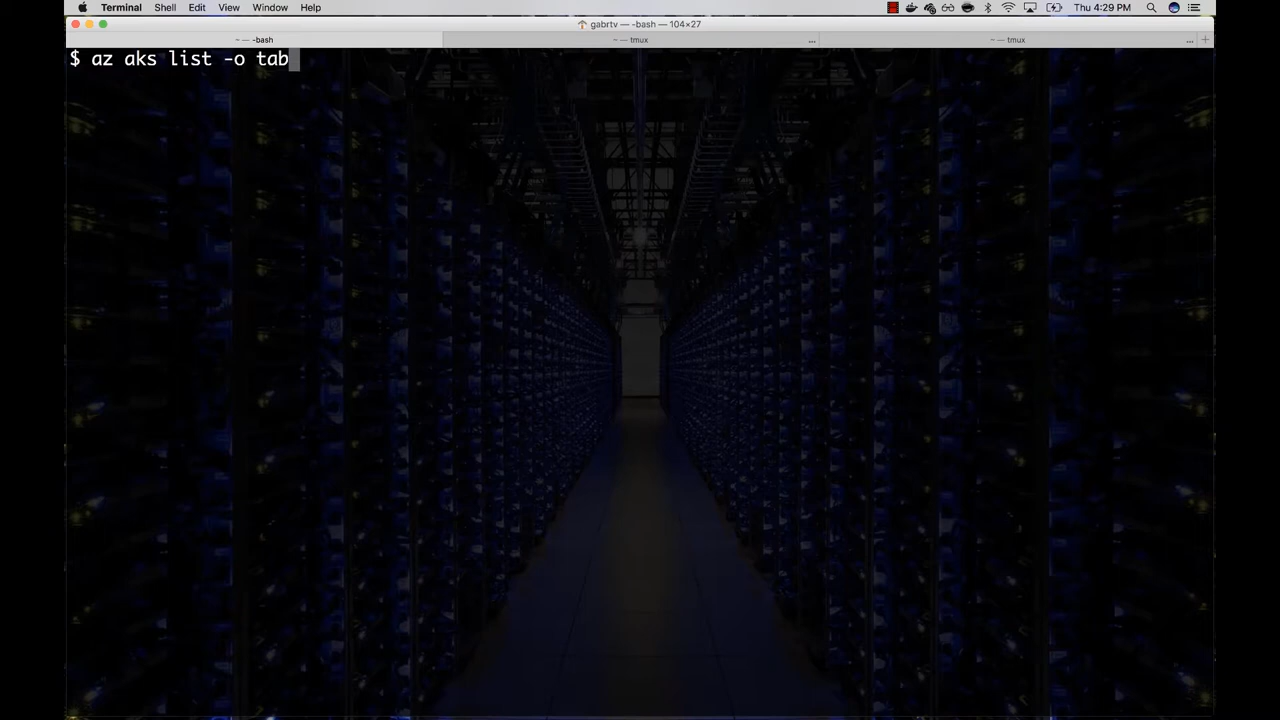 Terminal Shell Edit View Window Help Thu 4:29 PM
gabrtv — -bash — 104×27
~ — -bash ~ — tmux ... ~ — tmux ... +
$ az aks list -o tab